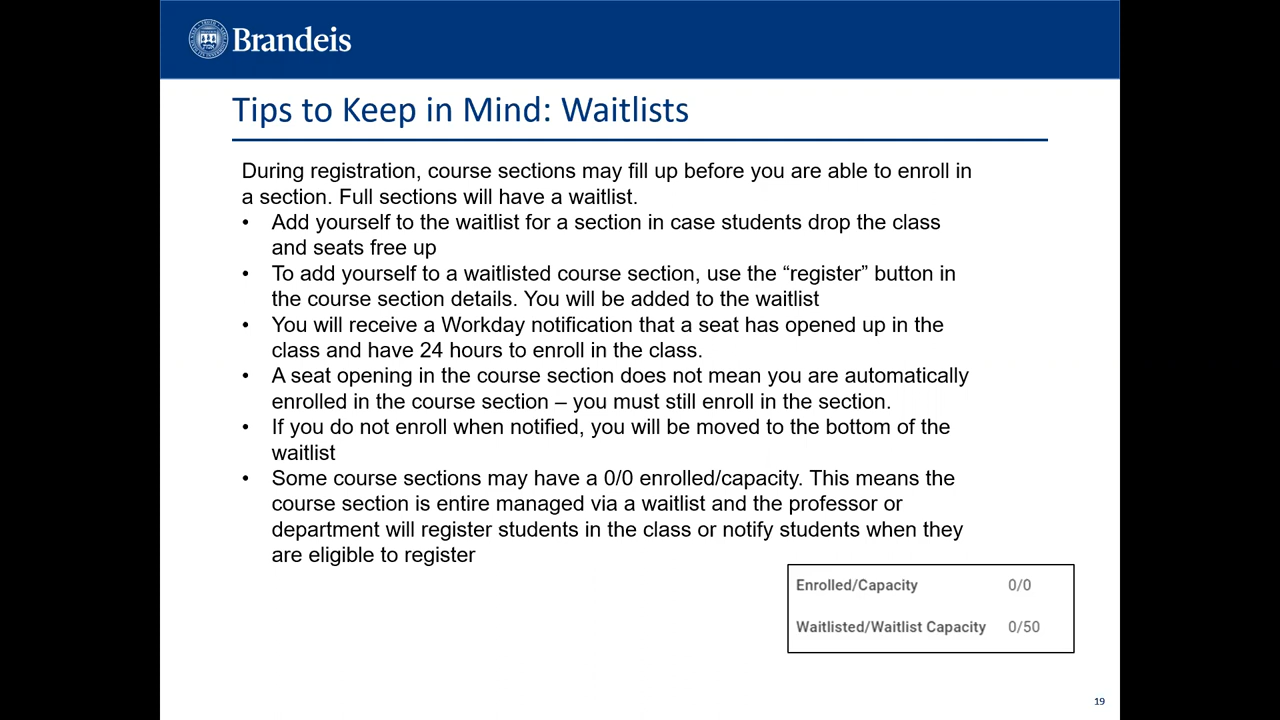 Brandeis
Tips to Keep in Mind: Waitlists
During registration, course sections may fill up before you are able to enroll in
a section. Full sections will have a waitlist.
• Add yourself to the waitlist for a section in case students drop the class
and seats free up
• To add yourself to a waitlisted course section, use the “register” button in
the course section details. You will be added to the waitlist
• You will receive a Workday notification that a seat has opened up in the
class and have 24 hours to enroll in the class.
• A seat opening in the course section does not mean you are automatically
enrolled in the course section – you must still enroll in the section.
• If you do not enroll when notified, you will be moved to the bottom of the
waitlist
• Some course sections may have a 0/0 enrolled/capacity. This means the
course section is entire managed via a waitlist and the professor or
department will register students in the class or notify students when they
are eligible to register
Enrolled/Capacity 0/0
Waitlisted/Waitlist Capacity 0/50
19